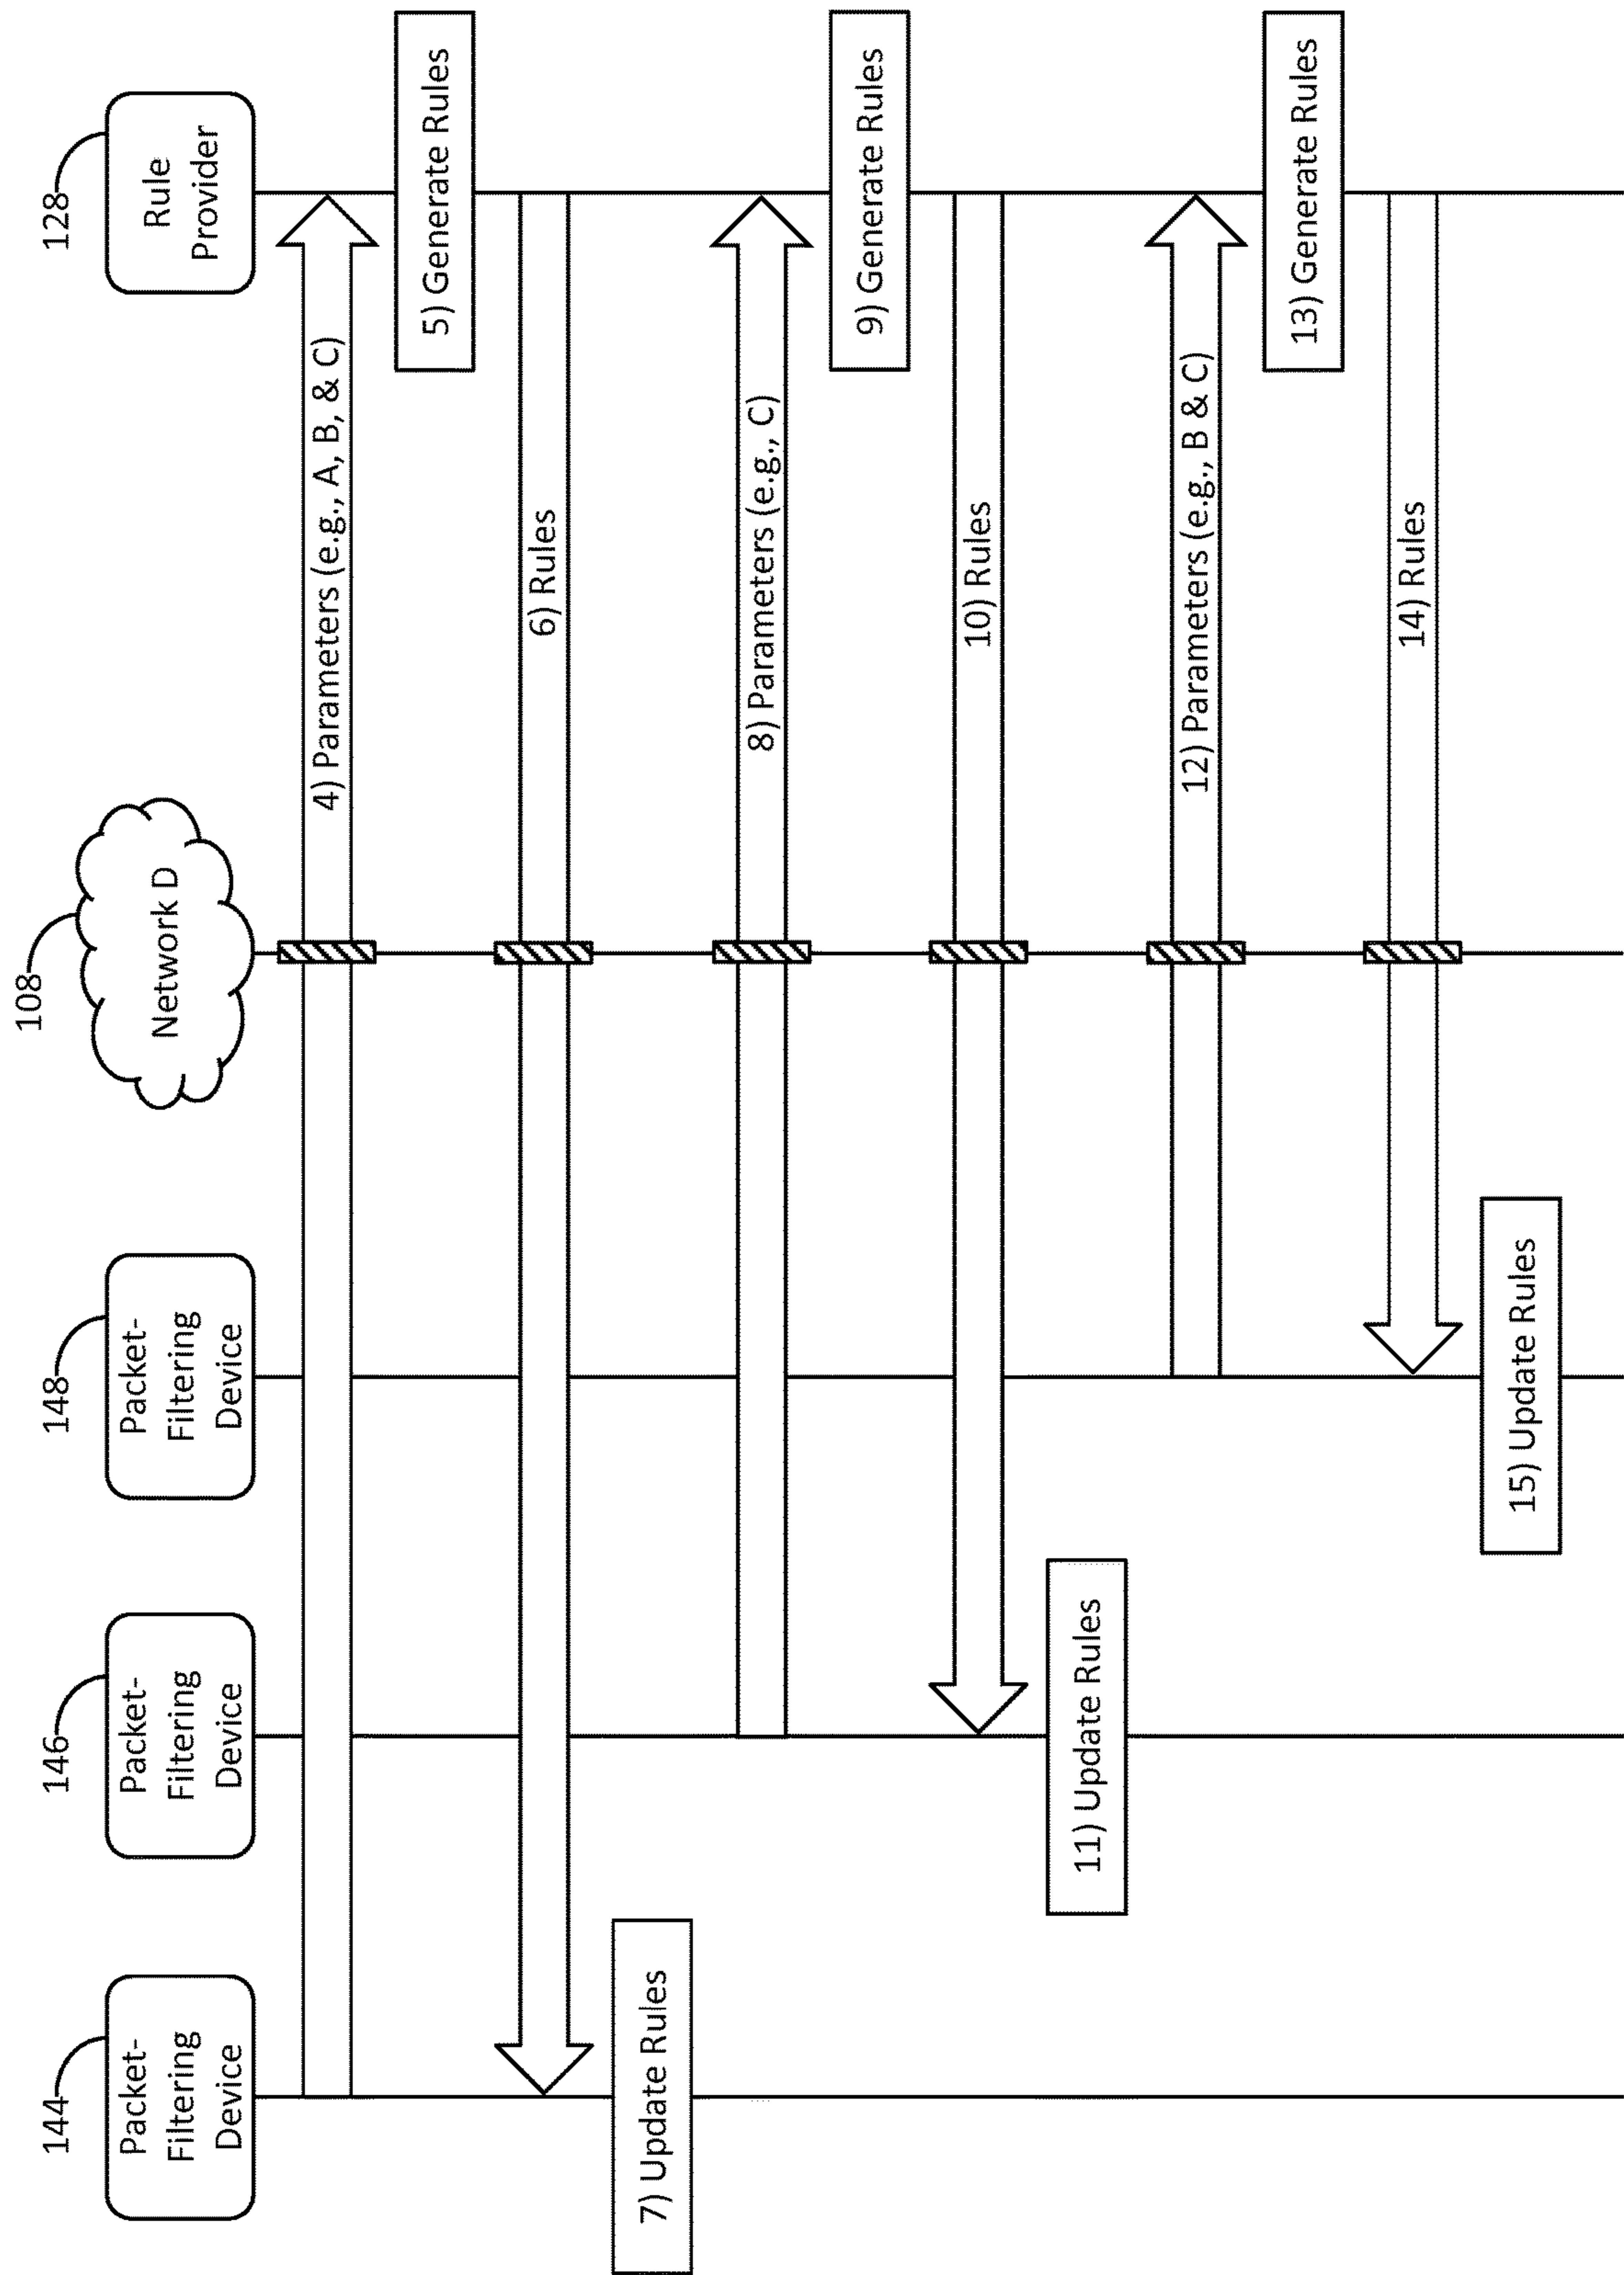 144
Packet-
Filtering
Device
146
Packet-
Filtering
Device
148
Packet-
Filtering
Device
108
Network D
128
Rule
Provider
4) Parameters (e.g., A, B, & C)
5) Generate Rules
6) Rules
7) Update Rules
8) Parameters (e.g., C)
9) Generate Rules
10) Rules
11) Update Rules
12) Parameters (e.g., B & C)
13) Generate Rules
14) Rules
15) Update Rules